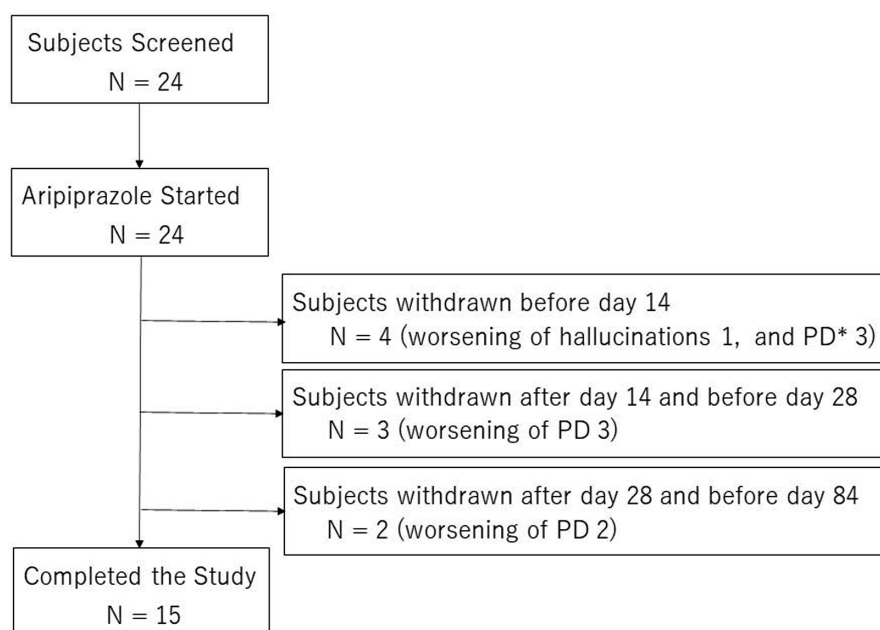 Subjects Screened
N = 24
Aripiprazole Started
N = 24
Subjects withdrawn before day 14
N = 4 (worsening of hallucinations 1, and PD* 3)
Subjects withdrawn after day 14 and before day 28
N = 3 (worsening of PD 3)
Subjects withdrawn after day 28 and before day 84
N = 2 (worsening of PD 2)
Completed the Study
N = 15